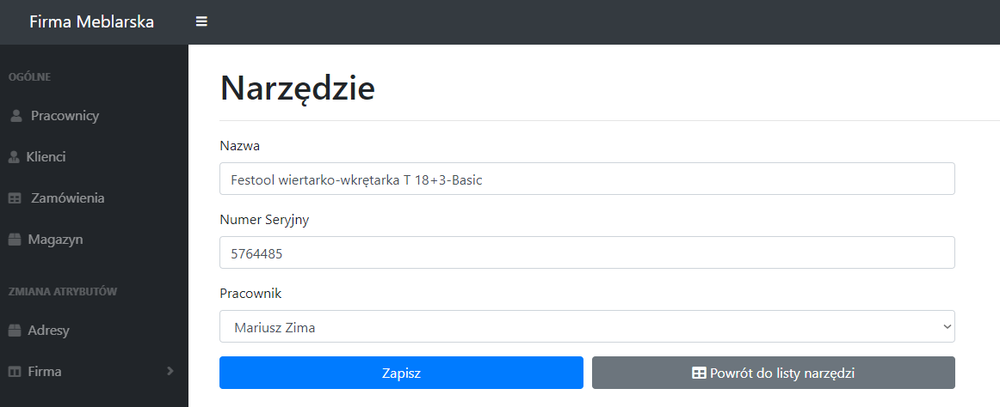 Firma Meblarska
OGÓLNE
Pracownicy
Klienci
Zamówienia
Magazyn
ZMIANA ATRYBUTÓW
Adresy
Firma
Narzędzie
Nazwa
Festool wiertarko-wkrętarka T 18+3-Basic
Numer Seryjny
5764485
Pracownik
Mariusz Zima
Zapisz
Powrót do listy narzędzi